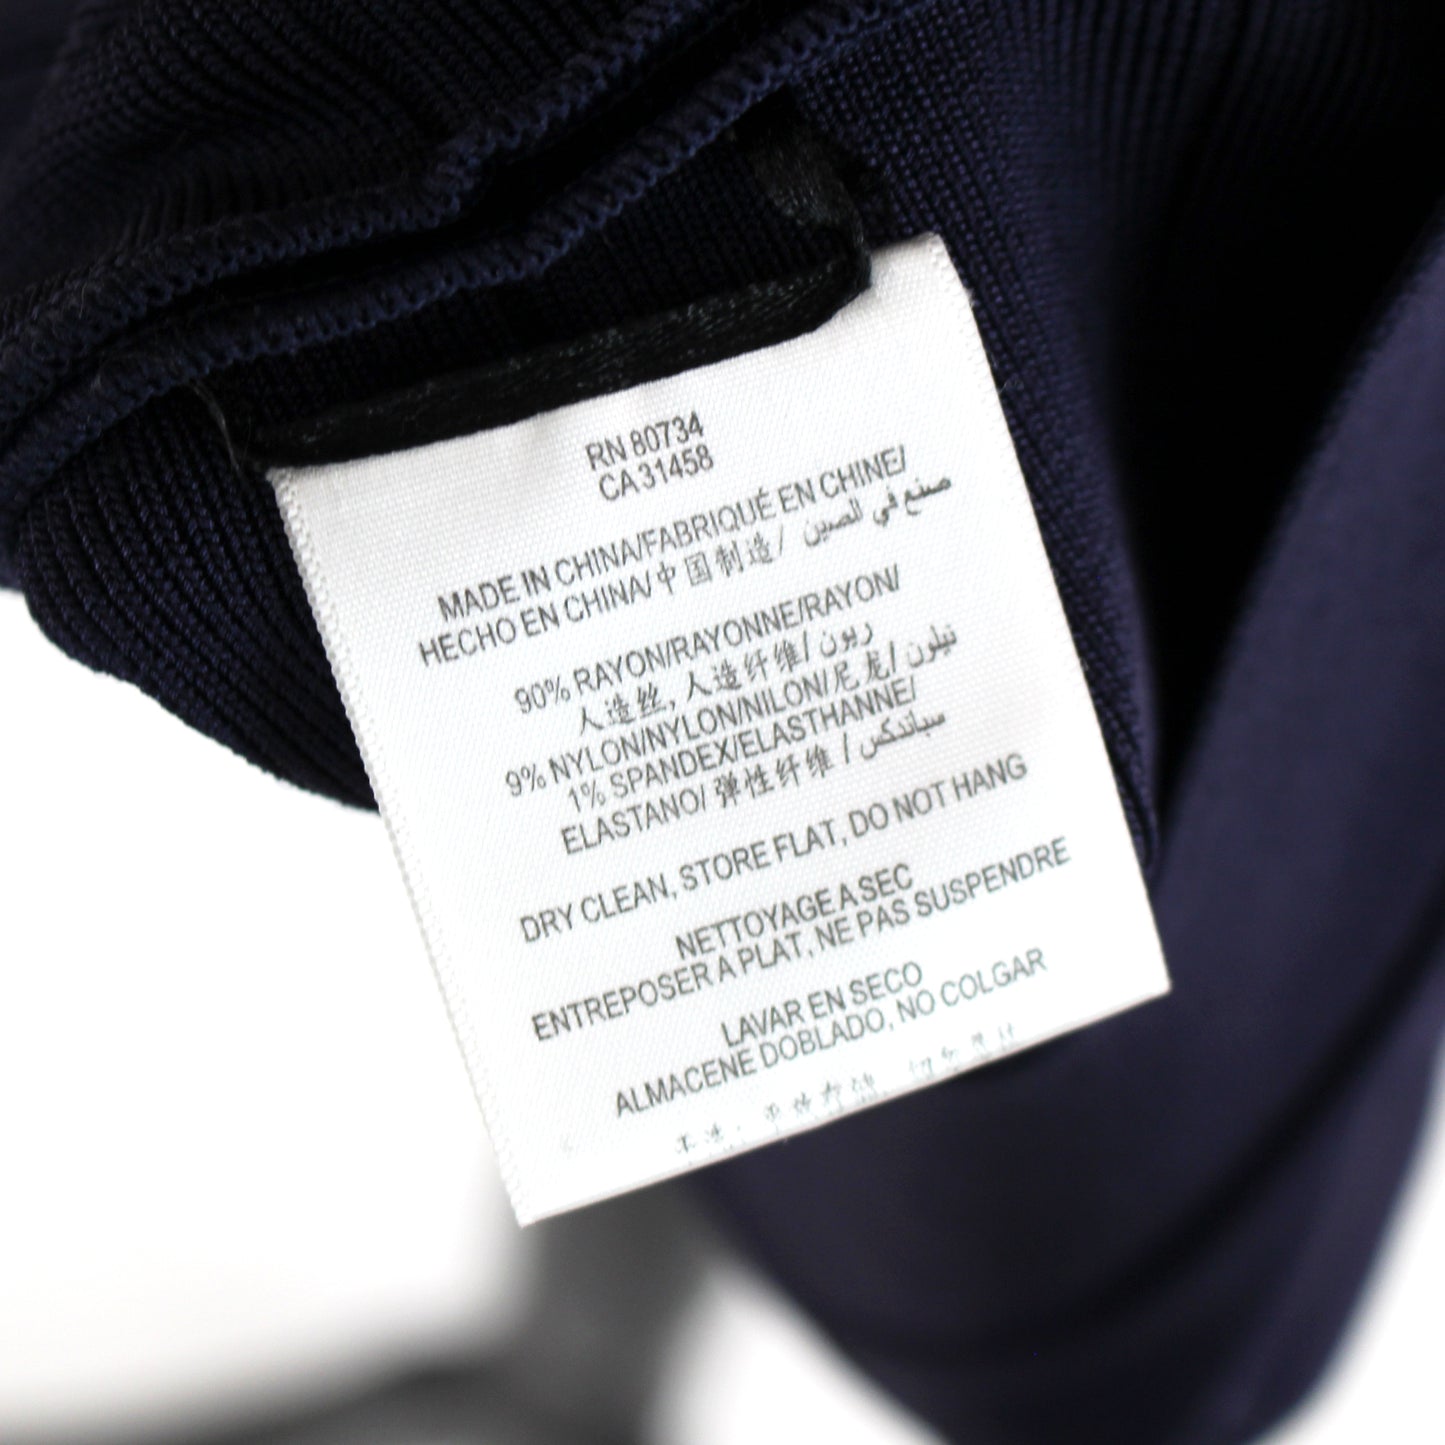 RN 80734
CA 31458
MADE IN CHINA/FABRIQUÉ EN CHINE/
HECHO EN CHINA/ 中国制造/ صنع في الصين
90% RAYON/RAYONNE/RAYON/
人造丝, 人造纤维/ ريون/
9% NYLON/NYLON/NILON/尼龙/ نيلون/
1% SPANDEX/ELASTHANNE/
ELASTANO/ 弹性纤维 / سباندكس
DRY CLEAN, STORE FLAT, DO NOT HANG
NETTOYAGE A SEC
ENTREPOSER A PLAT, NE PAS SUSPENDRE
LAVAR EN SECO
ALMACENE DOBLADO, NO COLGAR